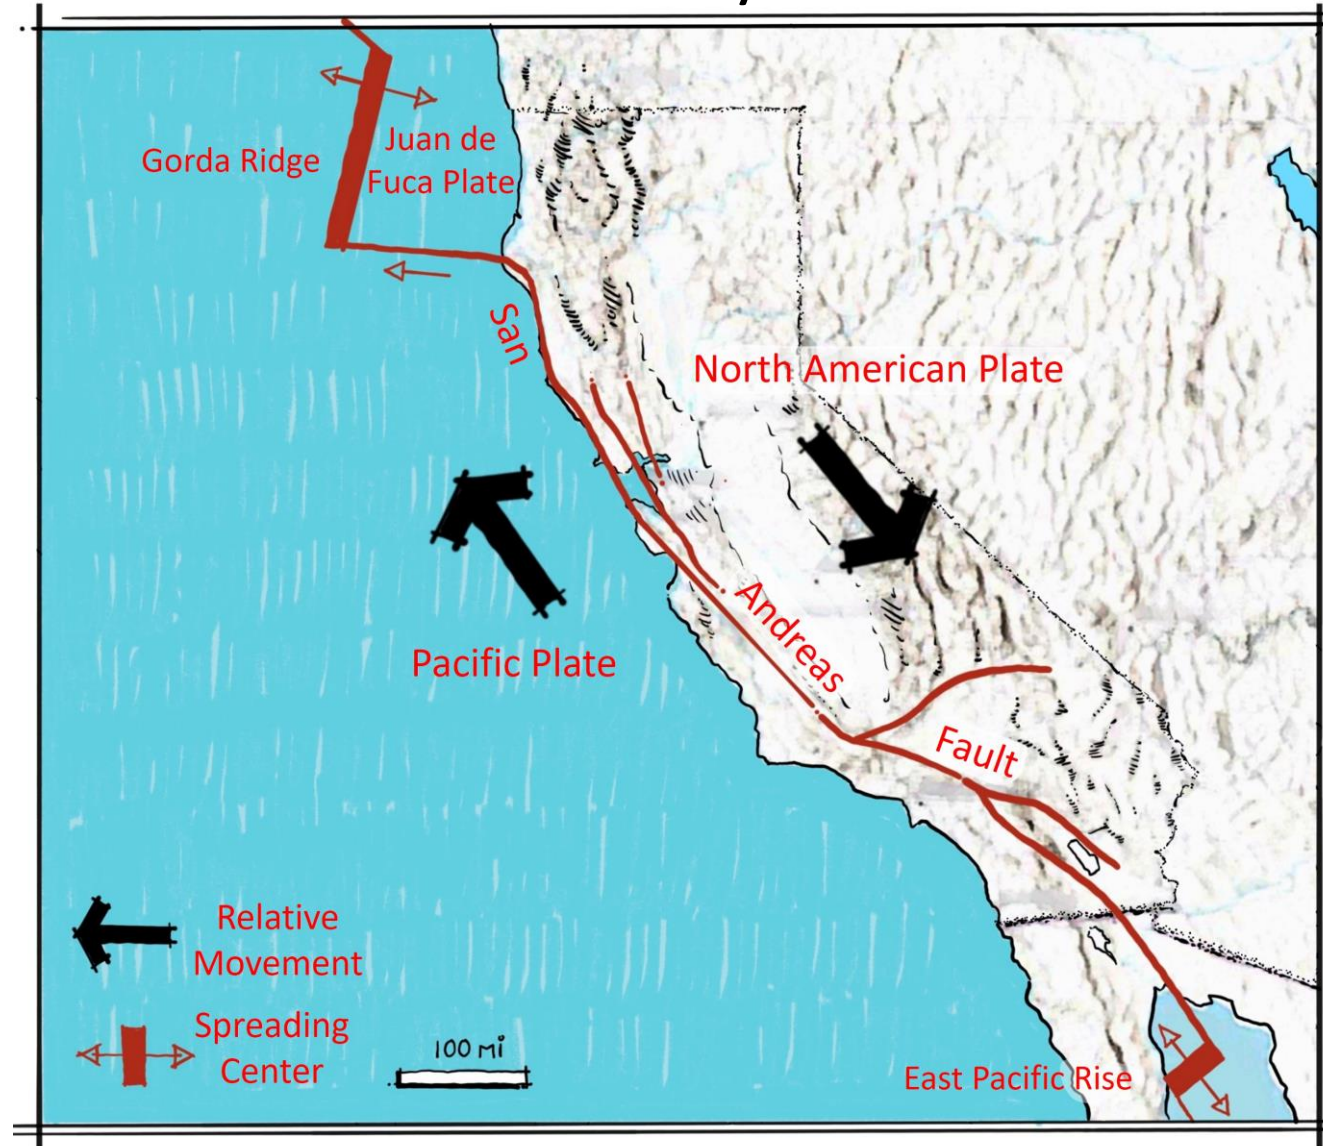 Gorda Ridge
Juan de
Fuca Plate
San
North American Plate
Andreas
Pacific Plate
Fault
Relative
Movement
Spreading
Center
100 Mi
East Pacific Rise